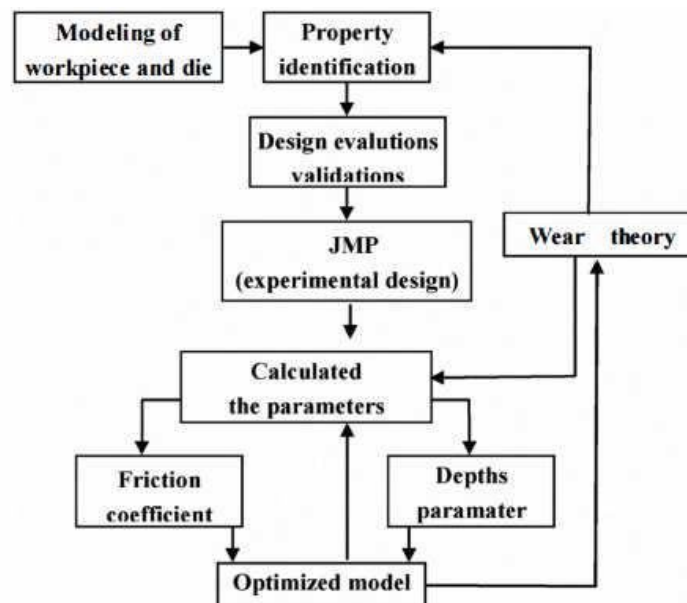 Modeling of
workpiece and die
Property
identification
Design evalutions
validations
JMP
(experimental design)
Wear theory
Calculated
the parameters
Friction
coefficient
Depths
paramater
Optimized model